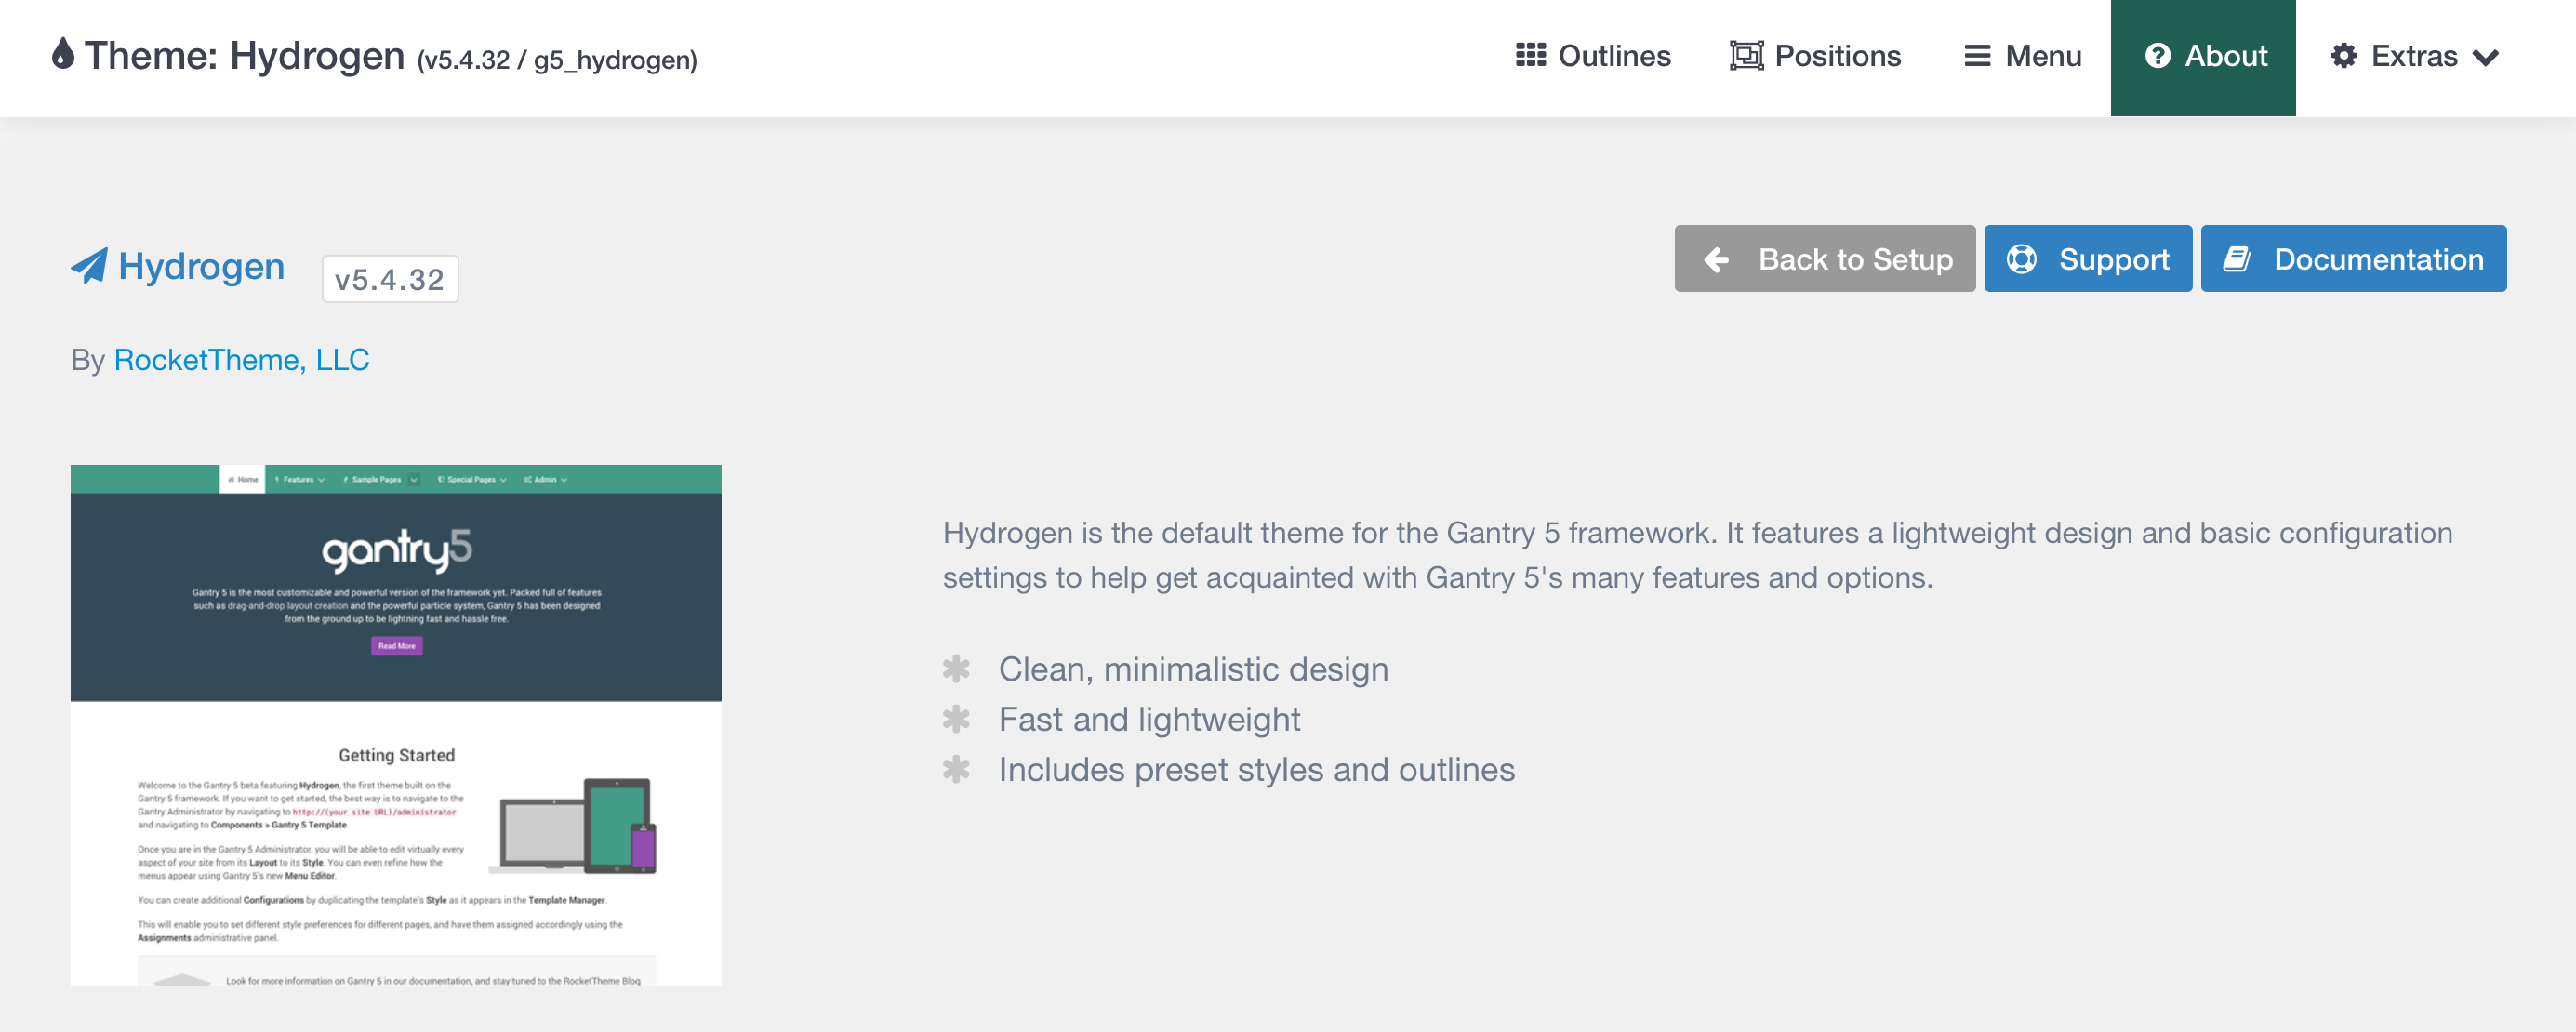 Theme: Hydrogen (v5.4.32 / g5_hydrogen)
Outlines
Positions
Menu
About
Extras
Hydrogen
v5.4.32
Back to Setup
Support
Documentation
By RocketTheme, LLC
Home
Features
Sample Pages
Special Pages
Admin
gantry5
Gantry 5 is the most customizable and powerful version of the framework yet. Packed full of features
such as drag-and-drop layout creation and the powerful particle system, Gantry 5 has been designed
from the ground up to be lightning fast and hassle free.
Read More
Getting Started
Welcome to the Gantry 5 beta featuring Hydrogen, the first theme built on the
Gantry 5 framework. If you want to get started, the best way is to navigate to the
Gantry Administrator by navigating to http://(your site URL)/administrator
and navigating to Components > Gantry 5 Template.
Once you are in the Gantry 5 Administrator, you will be able to edit virtually every
aspect of your site from its Layout to its Style. You can even refine how the
menus appear using Gantry 5's new Menu Editor.
You can create additional Configurations by duplicating the template's Style as it appears in the Template Manager.
This will enable you to set different style preferences for different pages, and have them assigned accordingly using the
Assignments administrative panel.
Look for more information on Gantry 5 in our documentation, and stay tuned to the RocketTheme Blog
Hydrogen is the default theme for the Gantry 5 framework. It features a lightweight design and basic configuration
settings to help get acquainted with Gantry 5's many features and options.
Clean, minimalistic design
Fast and lightweight
Includes preset styles and outlines